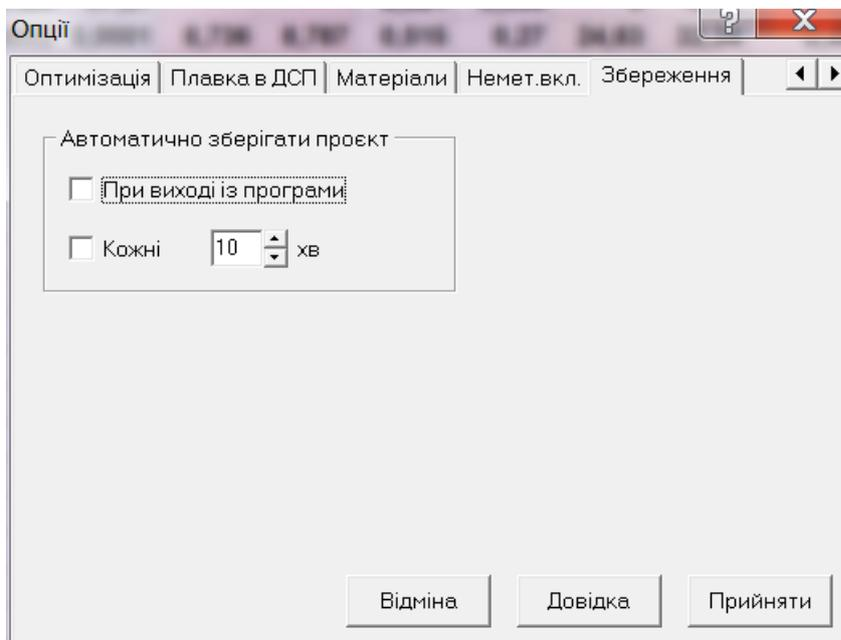 Опції
Оптимізація Плавка в ДСП Матеріали Немет.вкл. Збереження
Автоматично зберігати проєкт
При виході із програми
Кожні 10 хв
Відміна Довідка Прийняти